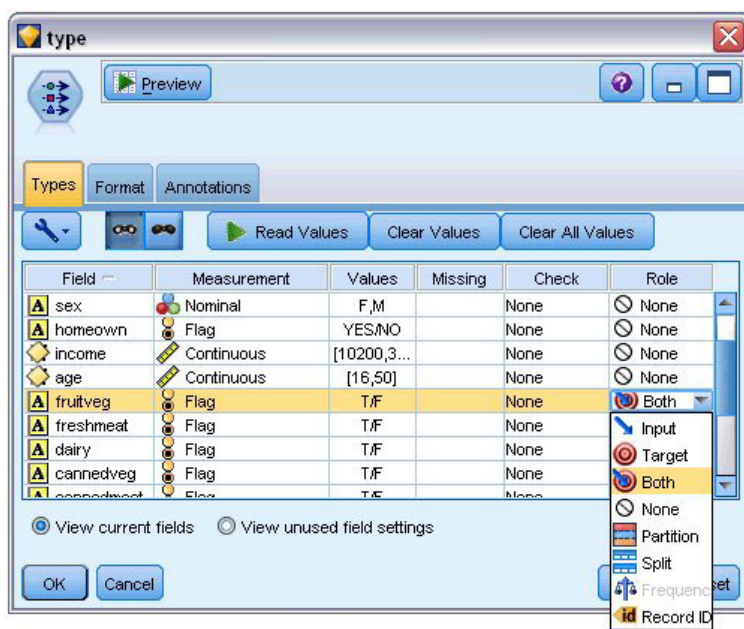 type
Preview
Types Format Annotations
Read Values Clear Values Clear All Values
Field Measurement Values Missing Check Role
A sex Nominal F,M None None
A homeown Flag YES/NO None None
income Continuous [10200,3... None None
age Continuous [16,50] None None
A fruitveg Flag T/F None Both
A freshmeat Flag T/F None
A dairy Flag T/F None
A cannedveg Flag T/F None
Input
Target
Both
None
Partition
Split
Frequenc
id Record ID
View current fields View unused field settings
OK Cancel